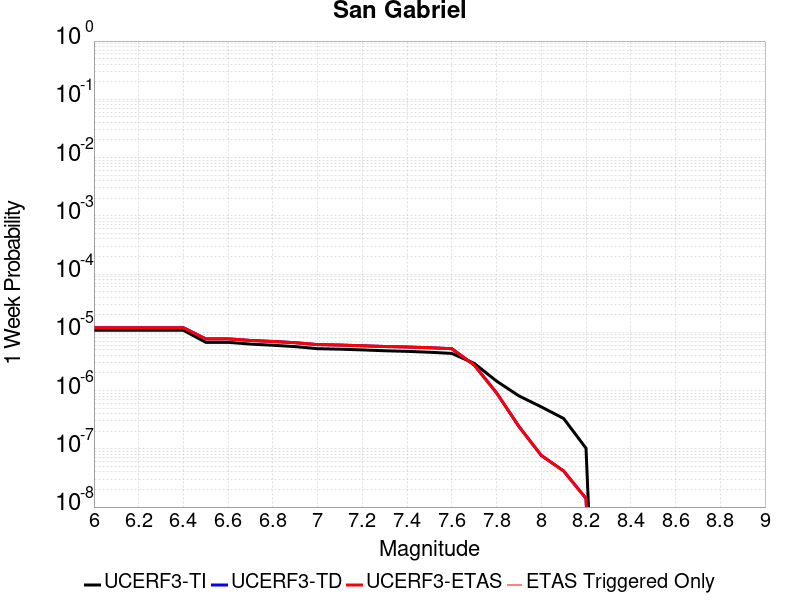 San Gabriel
1 Week Probability
10^0
10^-1
10^-2
10^-3
10^-4
10^-5
10^-6
10^-7
10^-8
6 6.2 6.4 6.6 6.8 7 7.2 7.4 7.6 7.8 8 8.2 8.4 8.6 8.8 9
Magnitude
UCERF3-TI UCERF3-TD UCERF3-ETAS ETAS Triggered Only